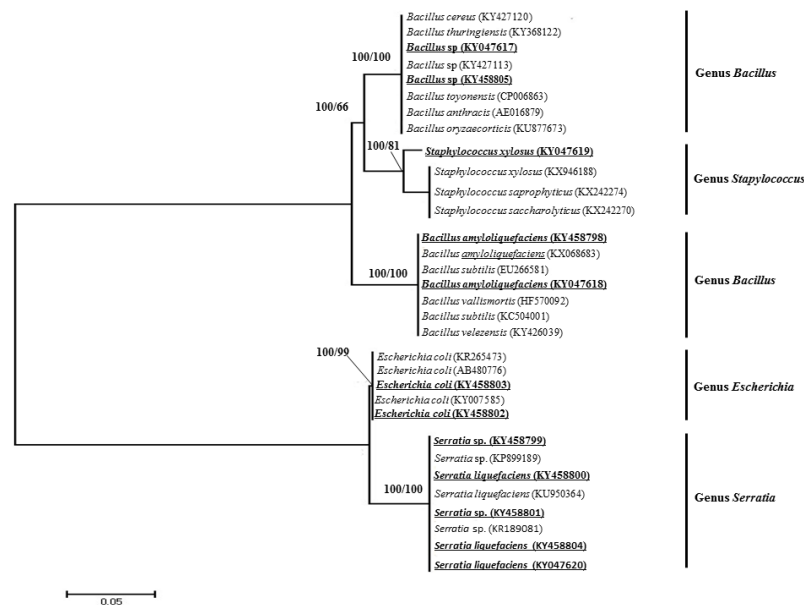 Bacillus cereus (KY427120)
Bacillus thuringiensis (KY368122)
100/100
Bacillus sp (KY047617)
Bacillus sp (KY427113)
Bacillus sp (KY458805)
Genus Bacillus
Bacillus toyonensis (CP006863)
100/66
Bacillus anthracis (AE016879)
Bacillus oryzaecorticis (KU877673)
100/81
Staphylococcus xylosus (KY047619)
Staphylococcus xylosus (KX946188)
Genus Stapylococcus
Staphylococcus saprophyticus (KX242274)
Staphylococcus saccharolyticus (KX242270)
Bacillus amyloliquefaciens (KY458798)
Bacillus amyloliquefaciens (KX068683)
100/100
Bacillus subtilis (EU266581)
Genus Bacillus
Bacillus amyloliquefaciens (KY047618)
Bacillus vallismortis (HF570092)
Bacillus subtilis (KC504001)
Bacillus velezensis (KY426039)
100/99
Escherichia coli (KR265473)
Escherichia coli (AB480776)
Escherichia coli (KY458803)
Genus Escherichia
Escherichia coli (KY007585)
Escherichia coli (KY458802)
Serratia sp. (KY458799)
Serratia sp. (KP899189)
Serratia liquefaciens (KY458800)
100/100
Serratia liquefaciens (KU950364)
Genus Serratia
Serratia sp. (KY458801)
Serratia sp. (KR189081)
Serratia liquefaciens (KY458804)
Serratia liquefaciens (KY047620)
0.05